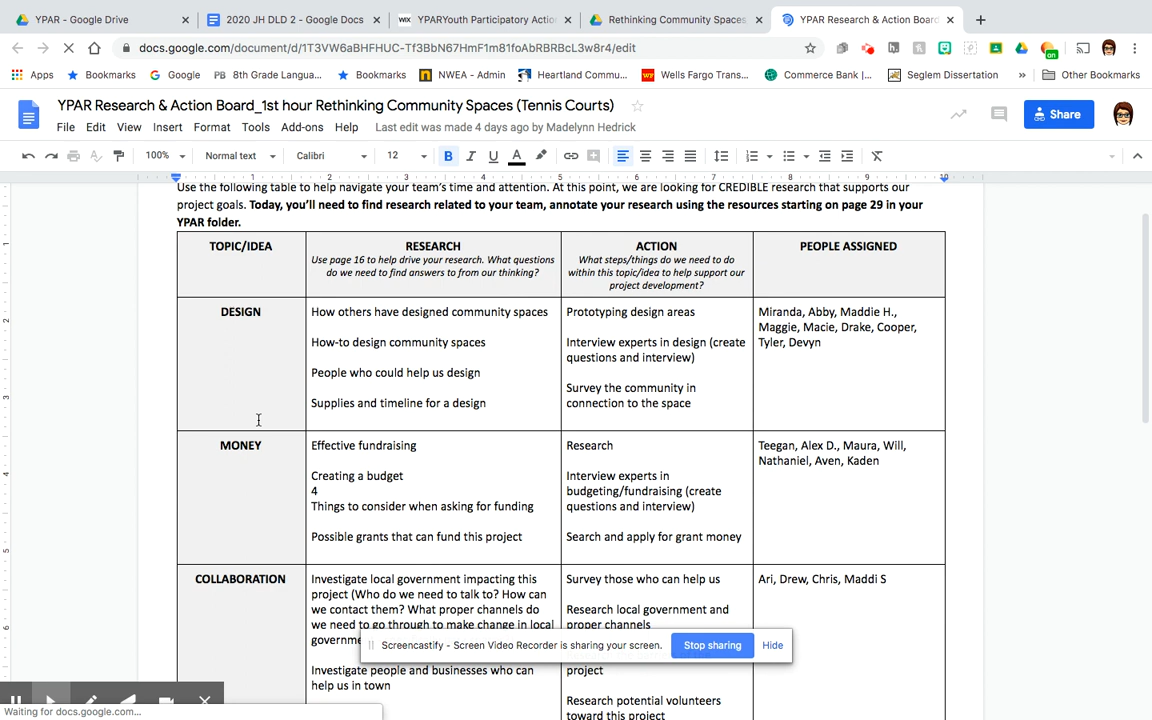 YPAR - Google Drive
2020 JH DLD 2 - Google Docs
WIX
YPARYouth Participatory Actio
Rethinking Community Spaces
YPAR Research & Action Board
docs.google.com/document/d/1T3VW6aBHFHUC-Tf3BbN67HmF1m81foAbRBRBcL3w8r4/edit
Apps
Bookmarks
Google
PB 8th Grade Langua...
Bookmarks
NWEA - Admin
Heartland Commu...
Wells Fargo Trans...
Commerce Bank |...
Seglem Dissertation
»
Other Bookmarks
YPAR Research & Action Board_1st hour Rethinking Community Spaces (Tennis Courts)
File Edit View Insert Format Tools Add-ons Help Last edit was made 4 days ago by Madelynn Hedrick
Share
100% Normal text Calibri 12 B I U A
1 2 3 4 5 6 7 8 9 10
Use the following table to help navigate your team's time and attention. At this point, we are looking for CREDIBLE research that supports our
project goals. Today, you'll need to find research related to your team, annotate your research using the resources starting on page 29 in your
YPAR folder.
TOPIC/IDEA
RESEARCH
Use page 16 to help drive your research. What questions
do we need to find answers to from our thinking?
ACTION
What steps/things do we need to do
within this topic/idea to help support our
project development?
PEOPLE ASSIGNED
DESIGN
How others have designed community spaces
How-to design community spaces
People who could help us design
Supplies and timeline for a design
Prototyping design areas
Interview experts in design (create
questions and interview)
Survey the community in
connection to the space
Miranda, Abby, Maddie H.,
Maggie, Macie, Drake, Cooper,
Tyler, Devyn
MONEY
Effective fundraising
Creating a budget
4
Things to consider when asking for funding
Possible grants that can fund this project
Research
Interview experts in
budgeting/fundraising (create
questions and interview)
Search and apply for grant money
Teegan, Alex D., Maura, Will,
Nathaniel, Aven, Kaden
COLLABORATION
Investigate local government impacting this
project (Who do we need to talk to? How can
we contact them? What proper channels do
we need to go through to make change in local
governme
Investigate people and businesses who can
help us in town
Survey those who can help us
Research local government and
proper channels
project
Research potential volunteers
toward this project
Ari, Drew, Chris, Maddi S
Screencastify - Screen Video Recorder is sharing your screen.
Stop sharing
Hide
Waiting for docs.google.com...